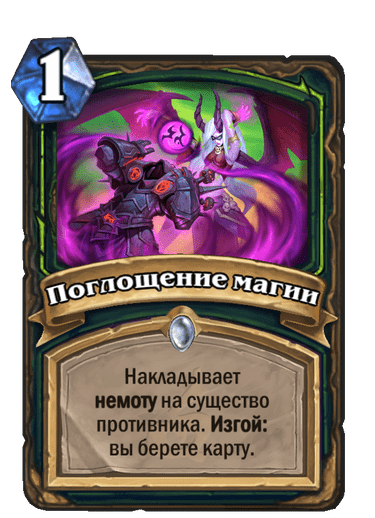 1
Поглощение магии
Накладывает
немоту на существо
противника. Изгой:
вы берете карту.